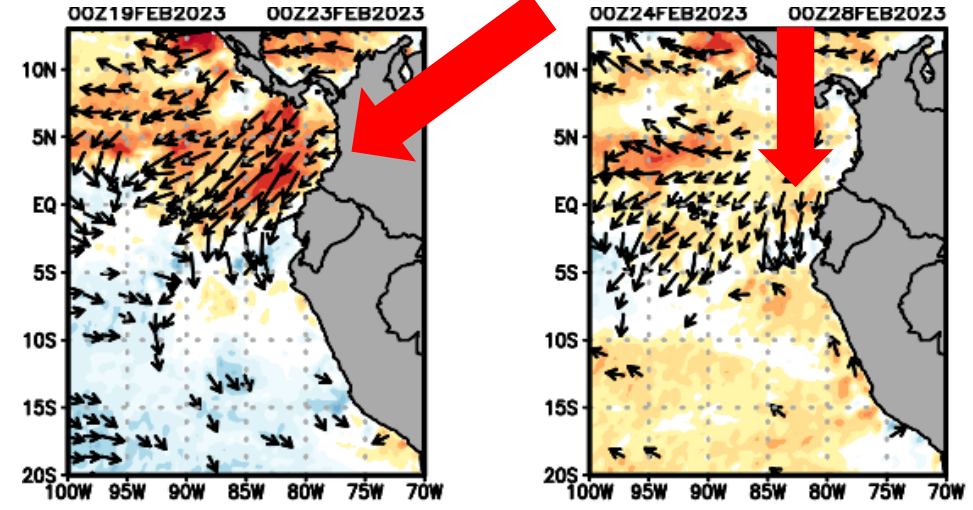 00Z19FEB2023 00Z23FEB2023 00Z24FEB2023 00Z28FEB2023
10N 10N
5N 5N
EQ EQ
5S 5S
10S 10S
15S 15S
20S 20S
100W 95W 90W 85W 80W 75W 70W 100W 95W 90W 85W 80W 75W 70W